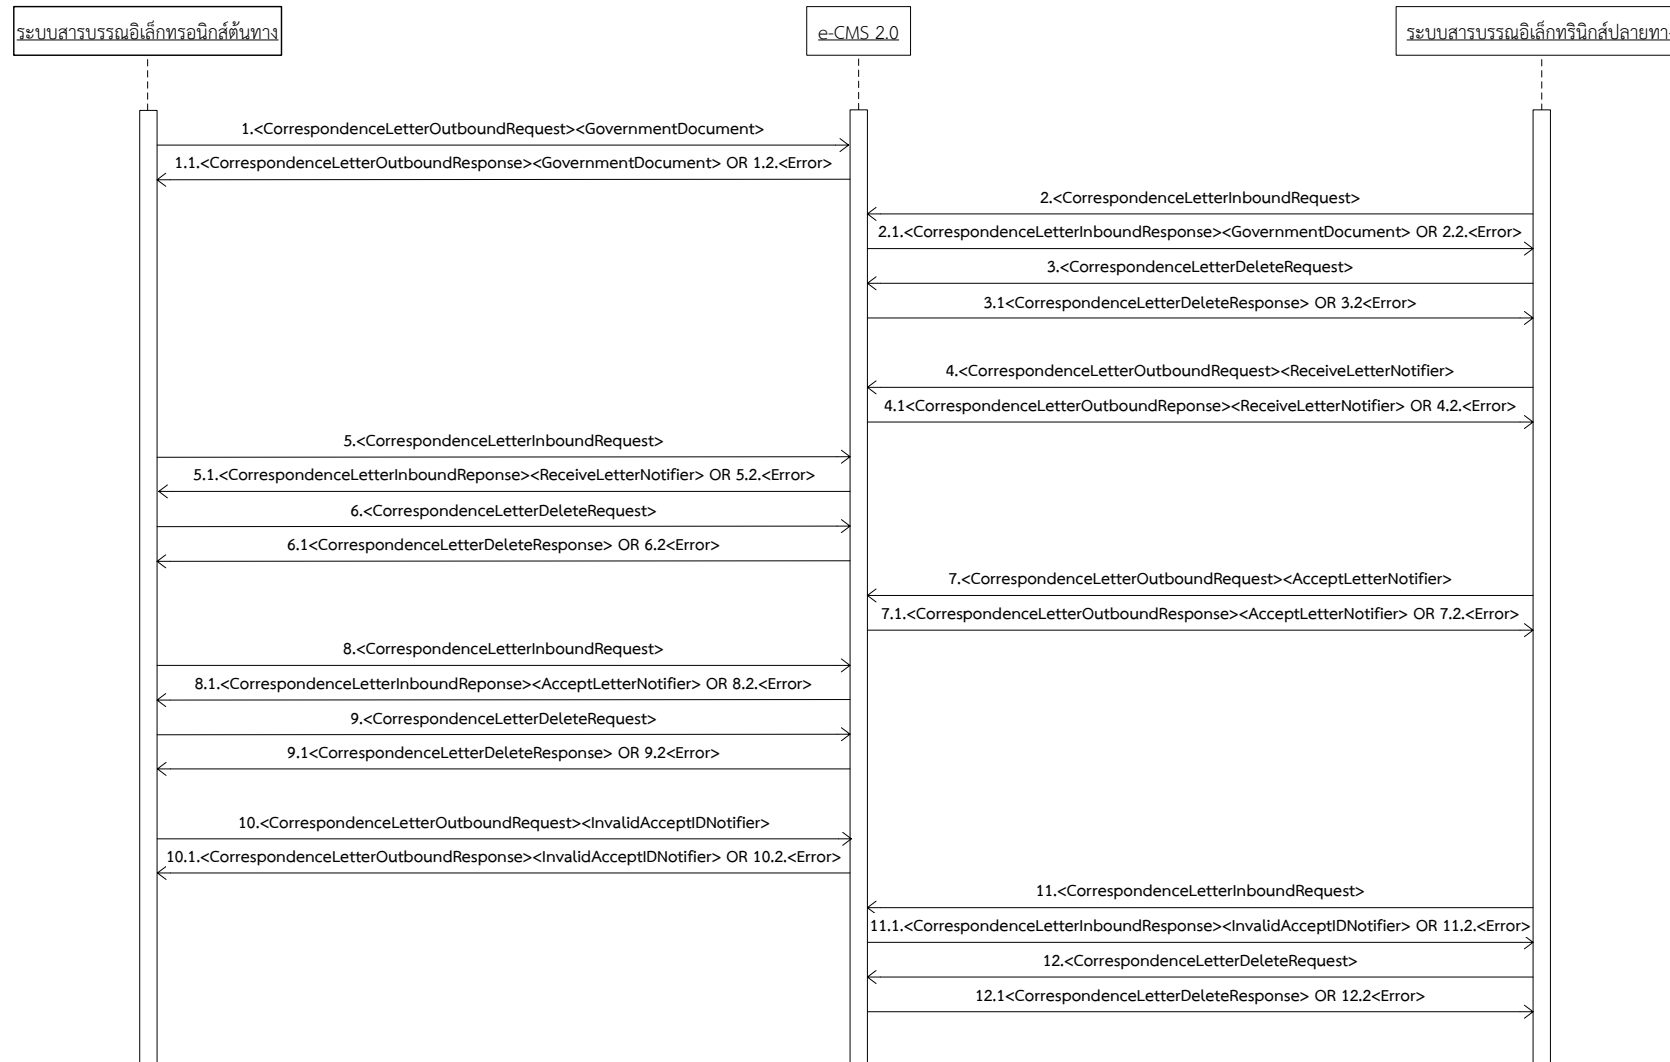 ระบบสารบรรณอิเล็กทรอนิกส์ต้นทาง
e-CMS 2.0
ระบบสารบรรณอิเล็กทรินิกส์ปลายทา
1.<CorrespondenceLetterOutboundRequest><GovernmentDocument>
1.1.<CorrespondenceLetterOutboundResponse><GovernmentDocument> OR 1.2.<Error>
2.<CorrespondenceLetterInboundRequest>
2.1.<CorrespondenceLetterInboundResponse><GovernmentDocument> OR 2.2.<Error>
3.<CorrespondenceLetterDeleteRequest>
3.1<CorrespondenceLetterDeleteResponse> OR 3.2<Error>
4.<CorrespondenceLetterOutboundRequest><ReceiveLetterNotifier>
4.1<CorrespondenceLetterOutboundReponse><ReceiveLetterNotifier> OR 4.2.<Error>
5.<CorrespondenceLetterInboundRequest>
5.1.<CorrespondenceLetterInboundReponse><ReceiveLetterNotifier> OR 5.2.<Error>
6.<CorrespondenceLetterDeleteRequest>
6.1<CorrespondenceLetterDeleteResponse> OR 6.2<Error>
7.<CorrespondenceLetterOutboundRequest><AcceptLetterNotifier>
7.1.<CorrespondenceLetterOutboundResponse><AcceptLetterNotifier> OR 7.2.<Error>
8.<CorrespondenceLetterInboundRequest>
8.1.<CorrespondenceLetterInboundReponse><AcceptLetterNotifier> OR 8.2.<Error>
9.<CorrespondenceLetterDeleteRequest>
9.1<CorrespondenceLetterDeleteResponse> OR 9.2<Error>
10.<CorrespondenceLetterOutboundRequest><InvalidAcceptIDNotifier>
10.1.<CorrespondenceLetterOutboundResponse><InvalidAcceptIDNotifier> OR 10.2.<Error>
11.<CorrespondenceLetterInboundRequest>
11.1.<CorrespondenceLetterInboundResponse><InvalidAcceptIDNotifier> OR 11.2.<Error>
12.<CorrespondenceLetterDeleteRequest>
12.1<CorrespondenceLetterDeleteResponse> OR 12.2<Error>